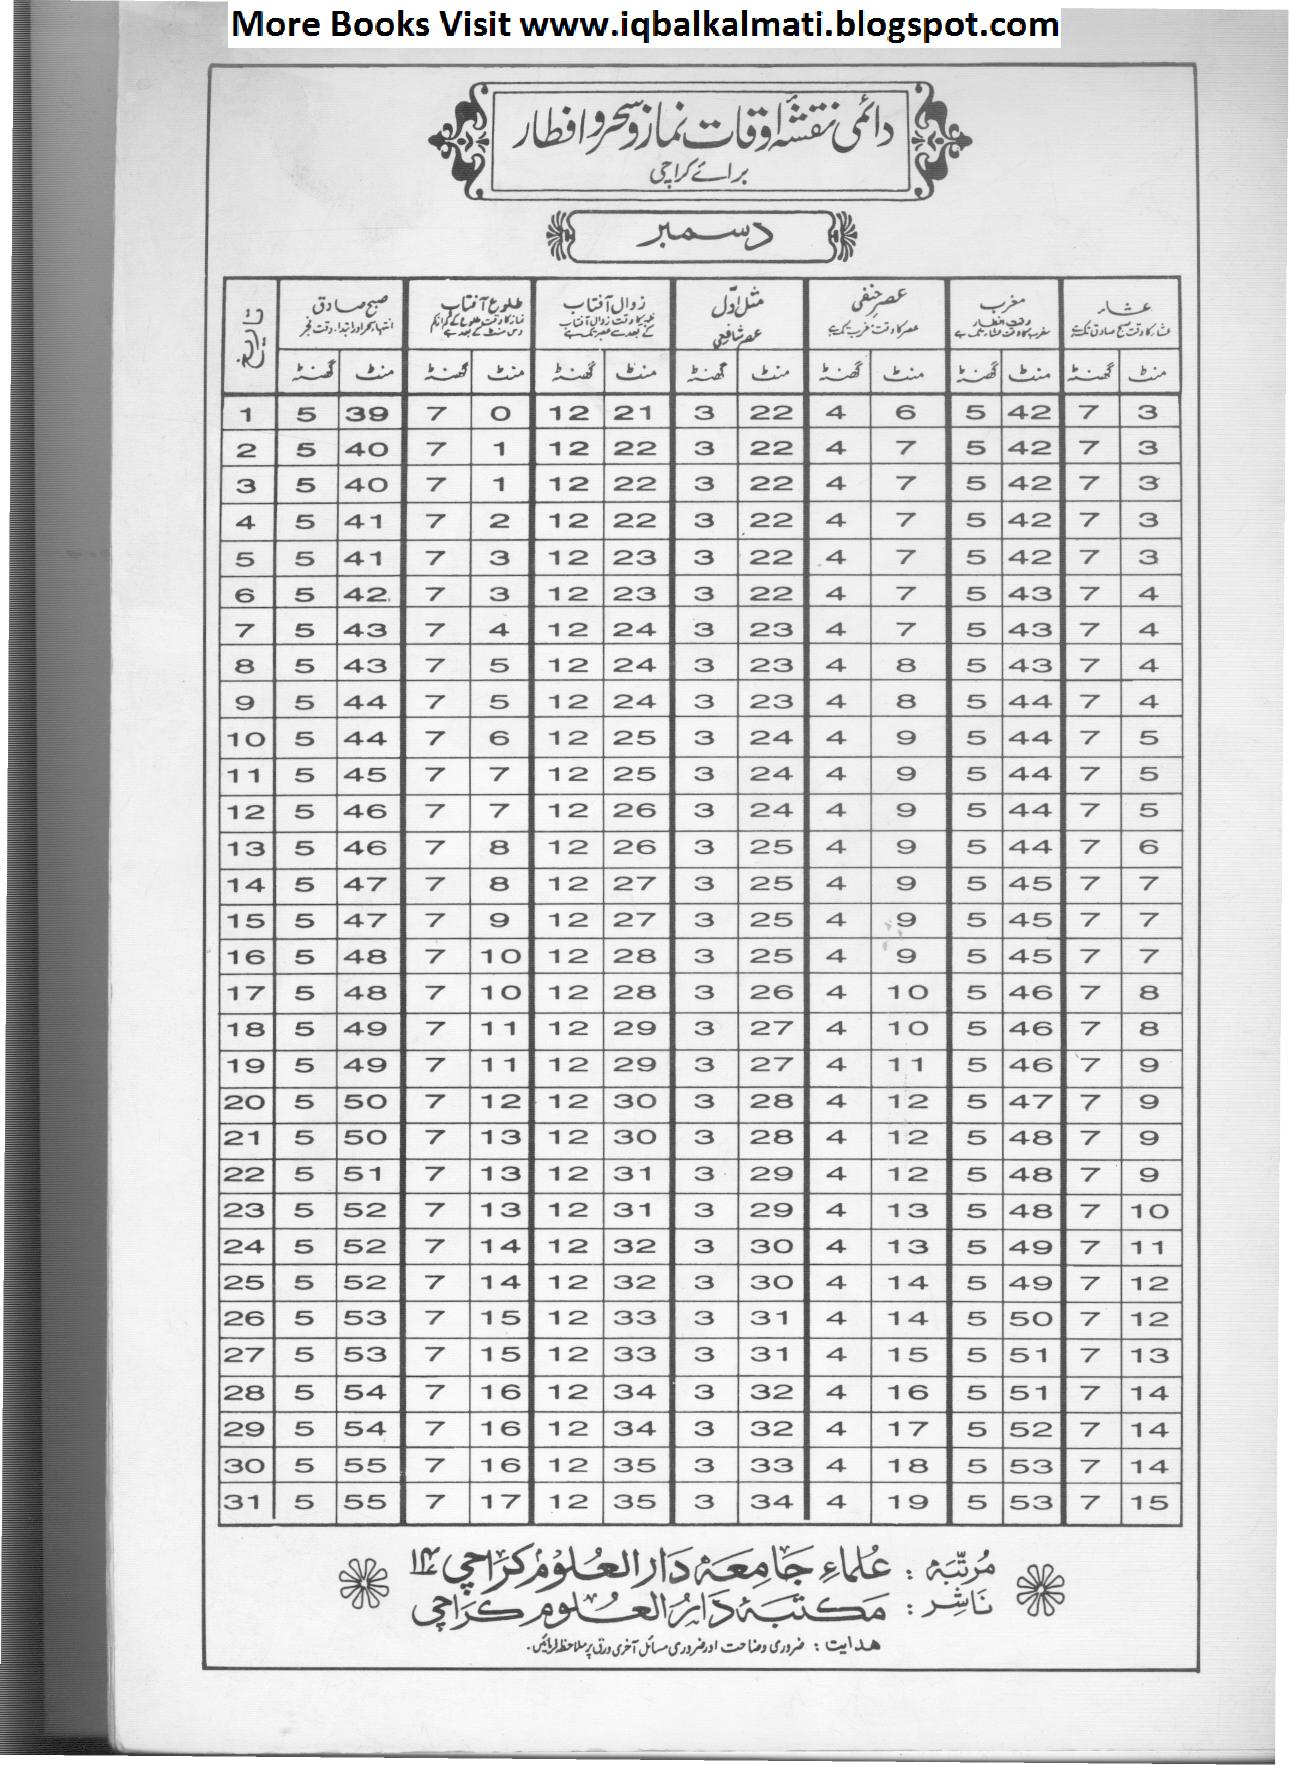 More Books Visit www.iqbalkalmati.blogspot.com
دائمی نقشۂ اوقات نماز و سحر و افطار
برائے کراچی
دسمبر
تاریخ صبح صادق طلوع آفتاب زوال آفتاب مثل اوّل عصر حنفی مغرب عشاء
انتہاء سحر اور ابتداء وقت فجر عصر شافعی عصر کا وقت غروب تک ہے وقت افطار عشاء کا وقت صبح صادق تک ہے
گھنٹہ منٹ گھنٹہ منٹ گھنٹہ منٹ گھنٹہ منٹ گھنٹہ منٹ گھنٹہ منٹ گھنٹہ منٹ
1 5 39 7 0 12 21 3 22 4 6 5 42 7 3
2 5 40 7 1 12 22 3 22 4 7 5 42 7 3
3 5 40 7 1 12 22 3 22 4 7 5 42 7 3
4 5 41 7 2 12 22 3 22 4 7 5 42 7 3
5 5 41 7 3 12 23 3 22 4 7 5 42 7 3
6 5 42 7 3 12 23 3 22 4 7 5 43 7 4
7 5 43 7 4 12 24 3 23 4 7 5 43 7 4
8 5 43 7 5 12 24 3 23 4 8 5 43 7 4
9 5 44 7 5 12 24 3 23 4 8 5 44 7 4
10 5 44 7 6 12 25 3 24 4 9 5 44 7 5
11 5 45 7 7 12 25 3 24 4 9 5 44 7 5
12 5 46 7 7 12 26 3 24 4 9 5 44 7 5
13 5 46 7 8 12 26 3 25 4 9 5 44 7 6
14 5 47 7 8 12 27 3 25 4 9 5 45 7 7
15 5 47 7 9 12 27 3 25 4 9 5 45 7 7
16 5 48 7 10 12 28 3 25 4 9 5 45 7 7
17 5 48 7 10 12 28 3 26 4 10 5 46 7 8
18 5 49 7 11 12 29 3 27 4 10 5 46 7 8
19 5 49 7 11 12 29 3 27 4 11 5 46 7 9
20 5 50 7 12 12 30 3 28 4 12 5 47 7 9
21 5 50 7 13 12 30 3 28 4 12 5 48 7 9
22 5 51 7 13 12 31 3 29 4 12 5 48 7 9
23 5 52 7 13 12 31 3 29 4 13 5 48 7 10
24 5 52 7 14 12 32 3 30 4 13 5 49 7 11
25 5 52 7 14 12 32 3 30 4 14 5 49 7 12
26 5 53 7 15 12 33 3 31 4 14 5 50 7 12
27 5 53 7 15 12 33 3 31 4 15 5 51 7 13
28 5 54 7 16 12 34 3 32 4 16 5 51 7 14
29 5 54 7 16 12 34 3 32 4 17 5 52 7 14
30 5 55 7 16 12 35 3 33 4 18 5 53 7 14
31 5 55 7 17 12 35 3 34 4 19 5 53 7 15
مُرتّبہ : علماءِ جامعہ دار العلوم کراچی ۱۴
ناشر : مکتبہ دارُ العلوم کراچی
هدایت : ضروری وضاحت اور ضروری مسائل آخری ورق پر ملاحظہ فرمائیں۔